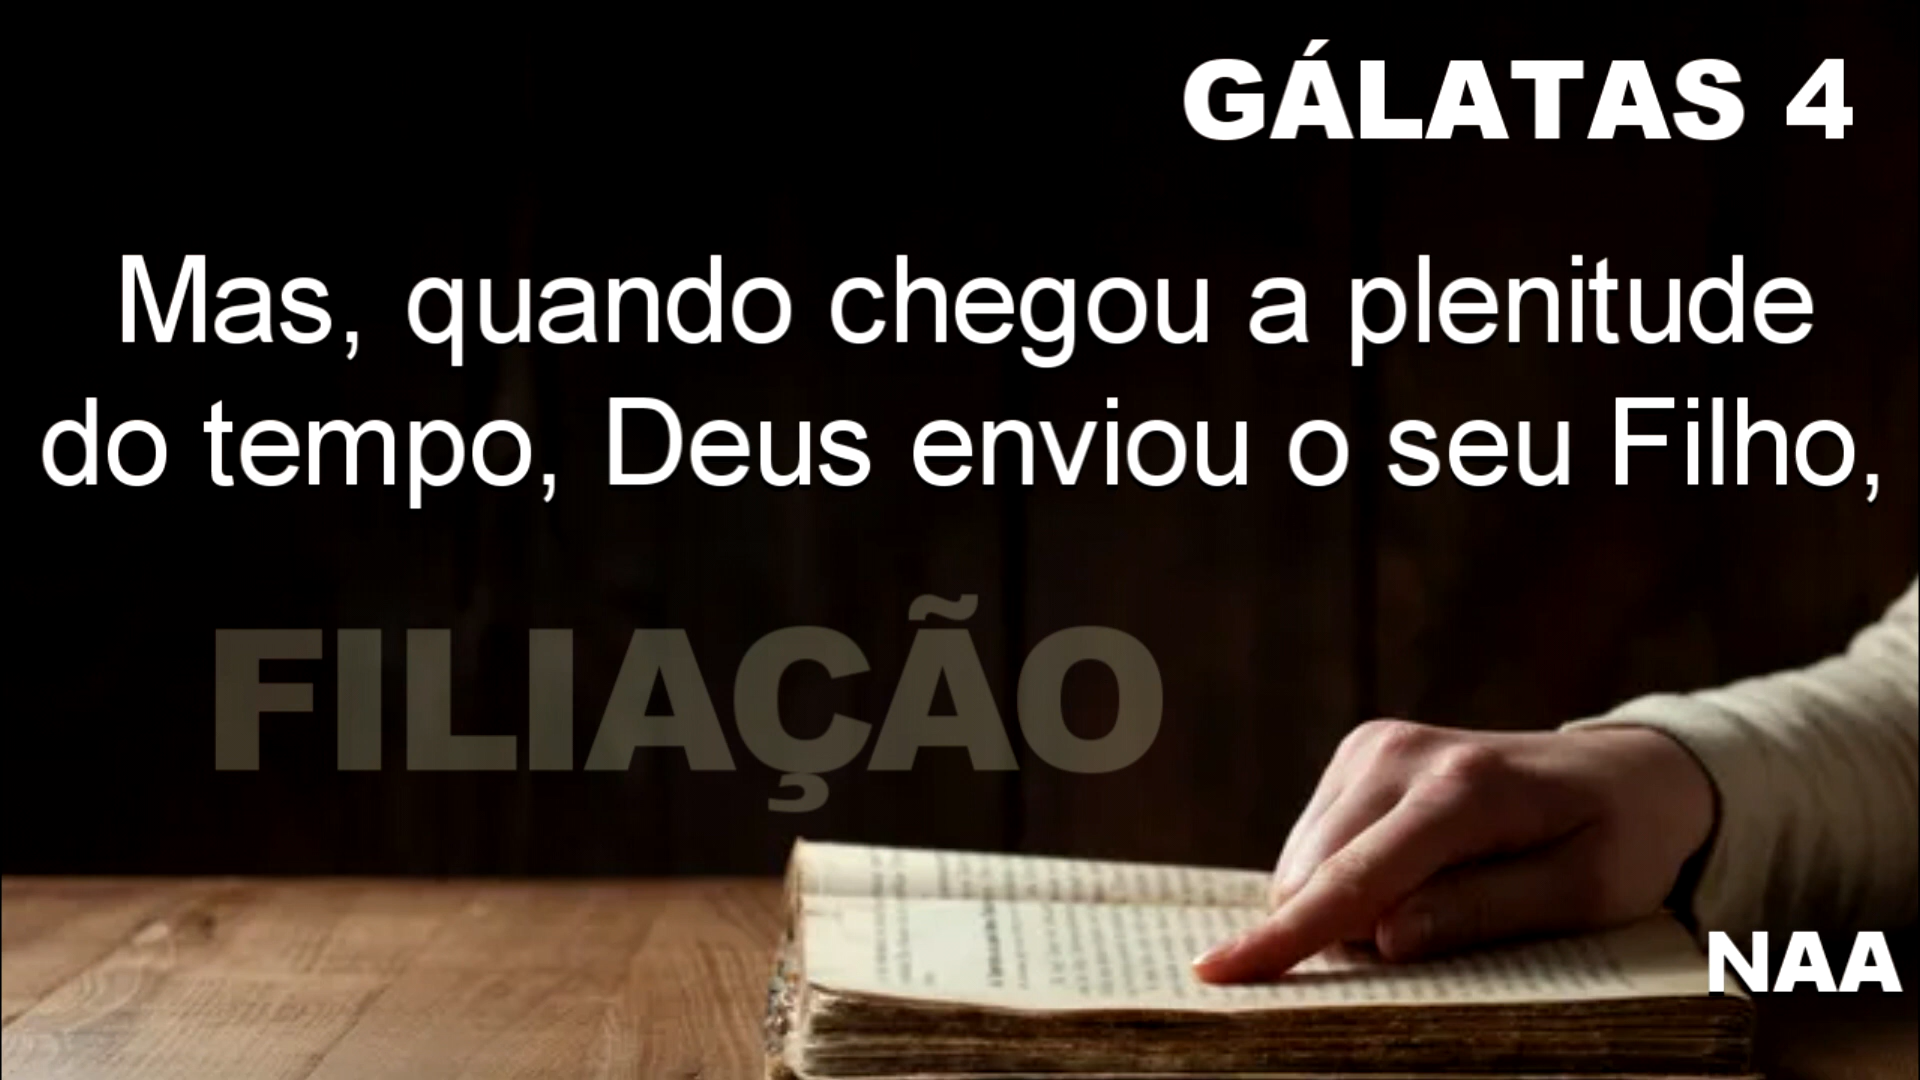 GÁLATAS 4
Mas, quando chegou a plenitude
do tempo, Deus enviou o seu Filho,
FILIAÇÃO
NAA